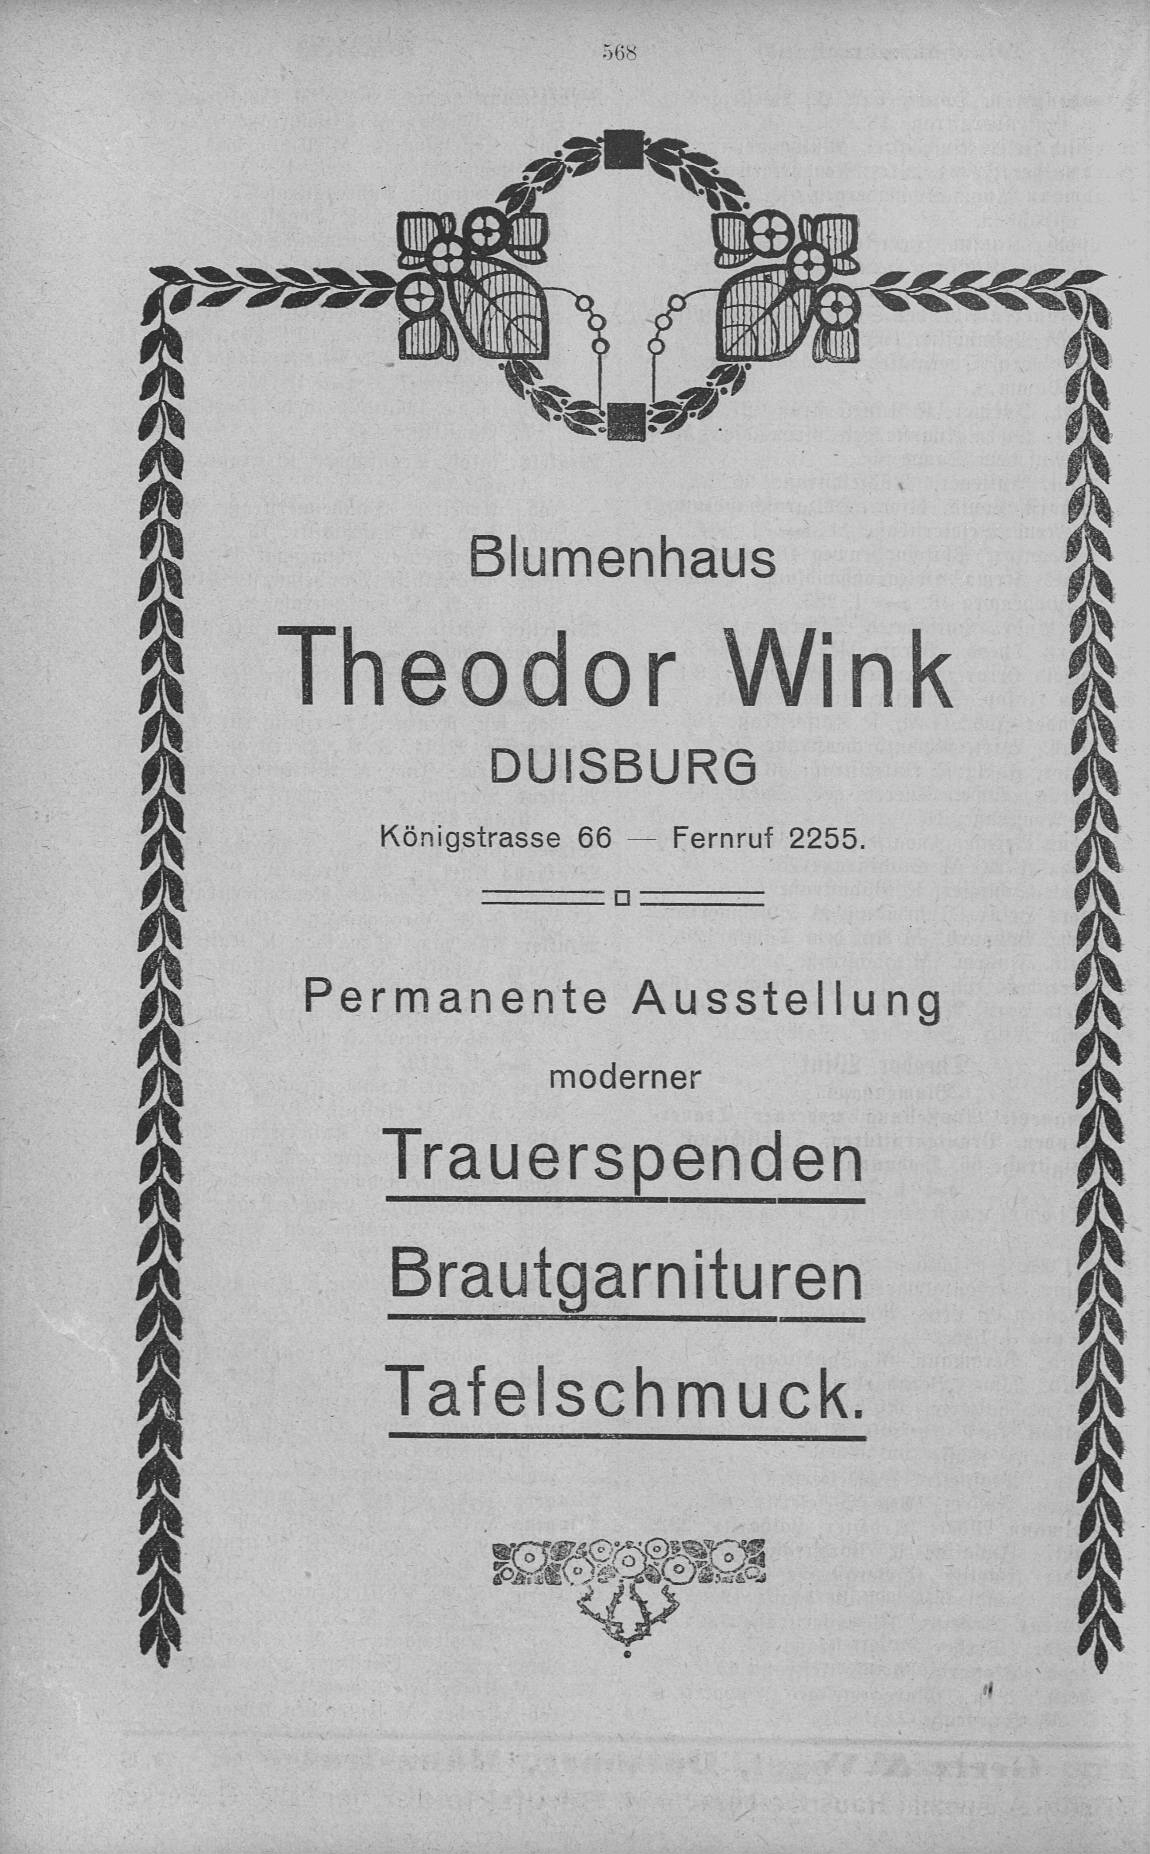 568
Blumenhaus
Theodor Wink
DUISBURG
Königstrasse 66 — Fernruf 2255.
Permanente Ausstellung
moderner
Trauerspenden
Brautgarnituren
Tafelschmuck.